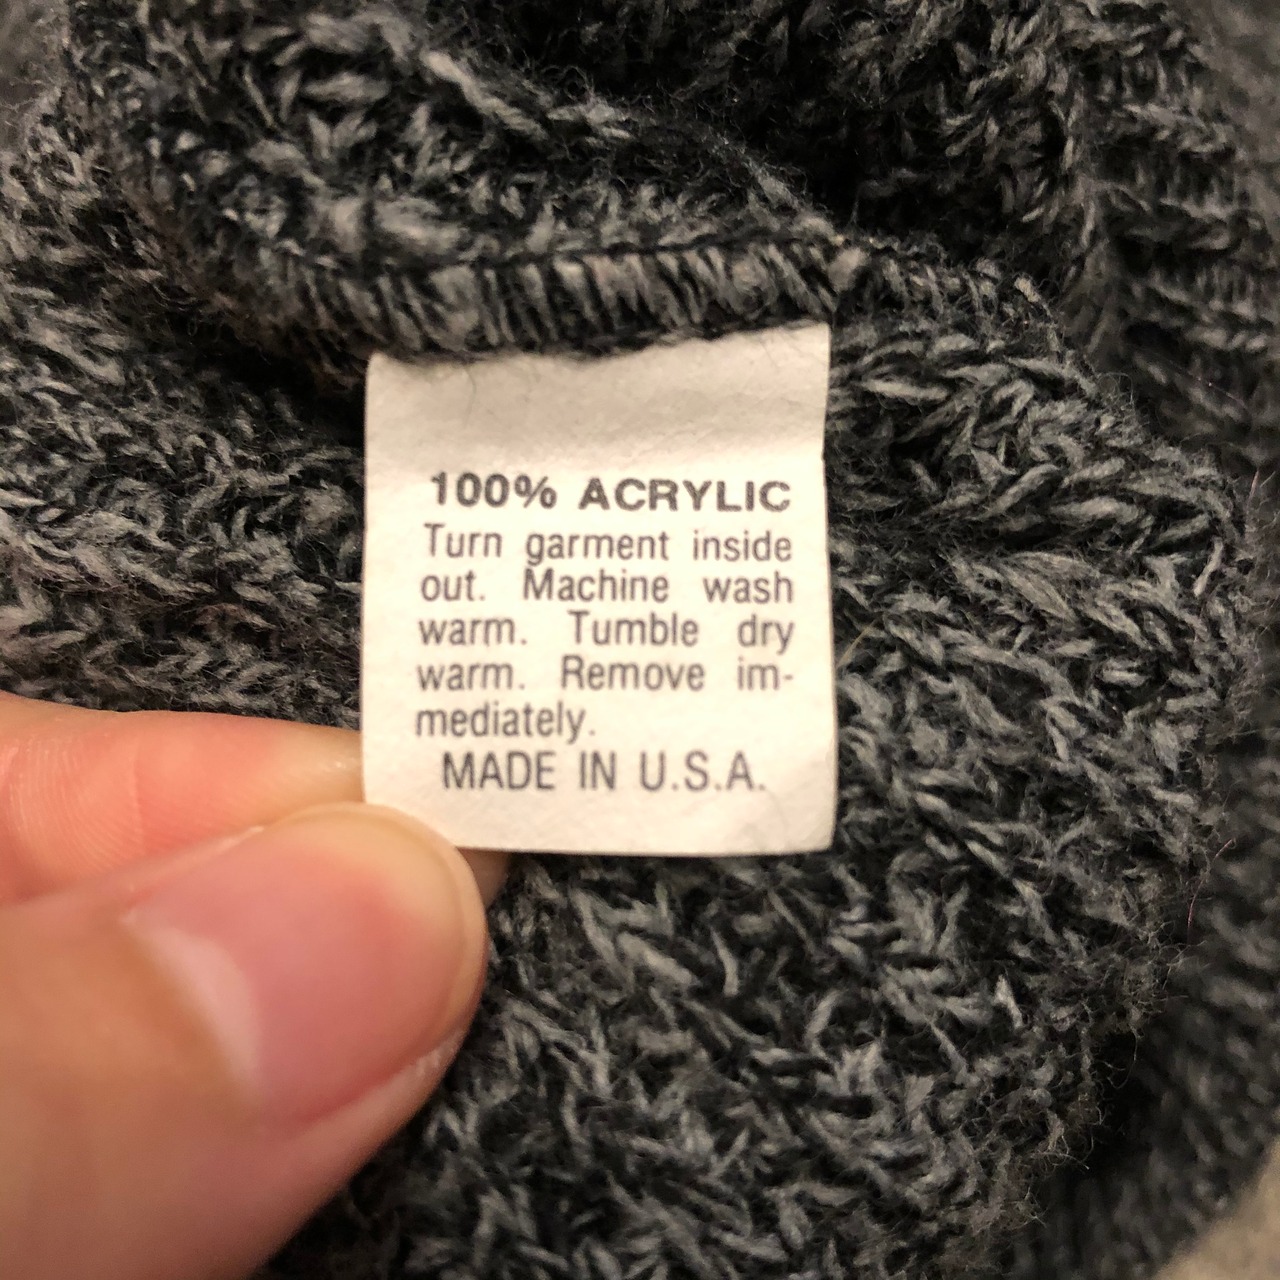 100% ACRYLIC
Turn garment inside
out. Machine wash
warm. Tumble dry
warm. Remove im-
mediately.
MADE IN U.S.A.